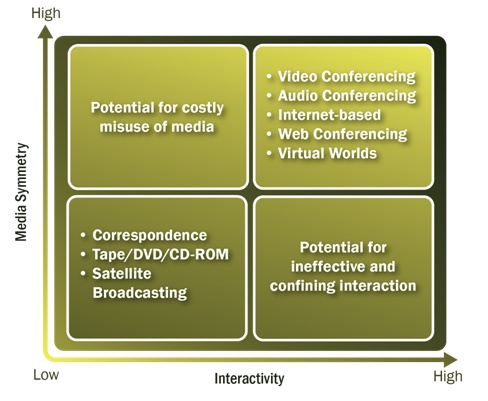 High
Potential for costly
misuse of media
• Video Conferencing
• Audio Conferencing
• Internet-based
• Web Conferencing
• Virtual Worlds
Media Symmetry
• Correspondence
• Tape/DVD/CD-ROM
• Satellite
Broadcasting
Potential for
ineffective and
confining interaction
Low
Interactivity
High